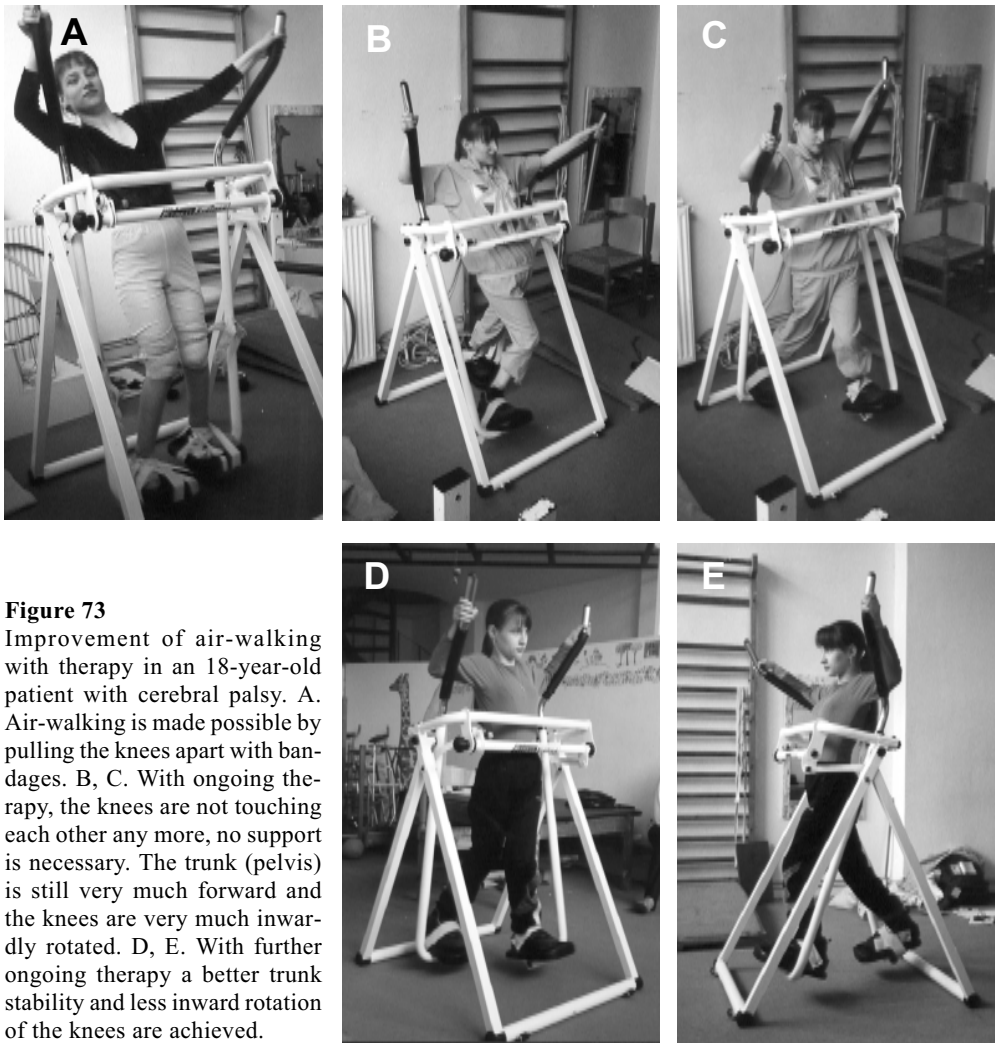 A
B
C
D
E
Figure 73
Improvement of air-walking
with therapy in an 18-year-old
patient with cerebral palsy. A.
Air-walking is made possible by
pulling the knees apart with ban-
dages. B, C. With ongoing the-
rapy, the knees are not touching
each other any more, no support
is necessary. The trunk (pelvis)
is still very much forward and
the knees are very much inwar-
dly rotated. D, E. With further
ongoing therapy a better trunk
stability and less inward rotation
of the knees are achieved.